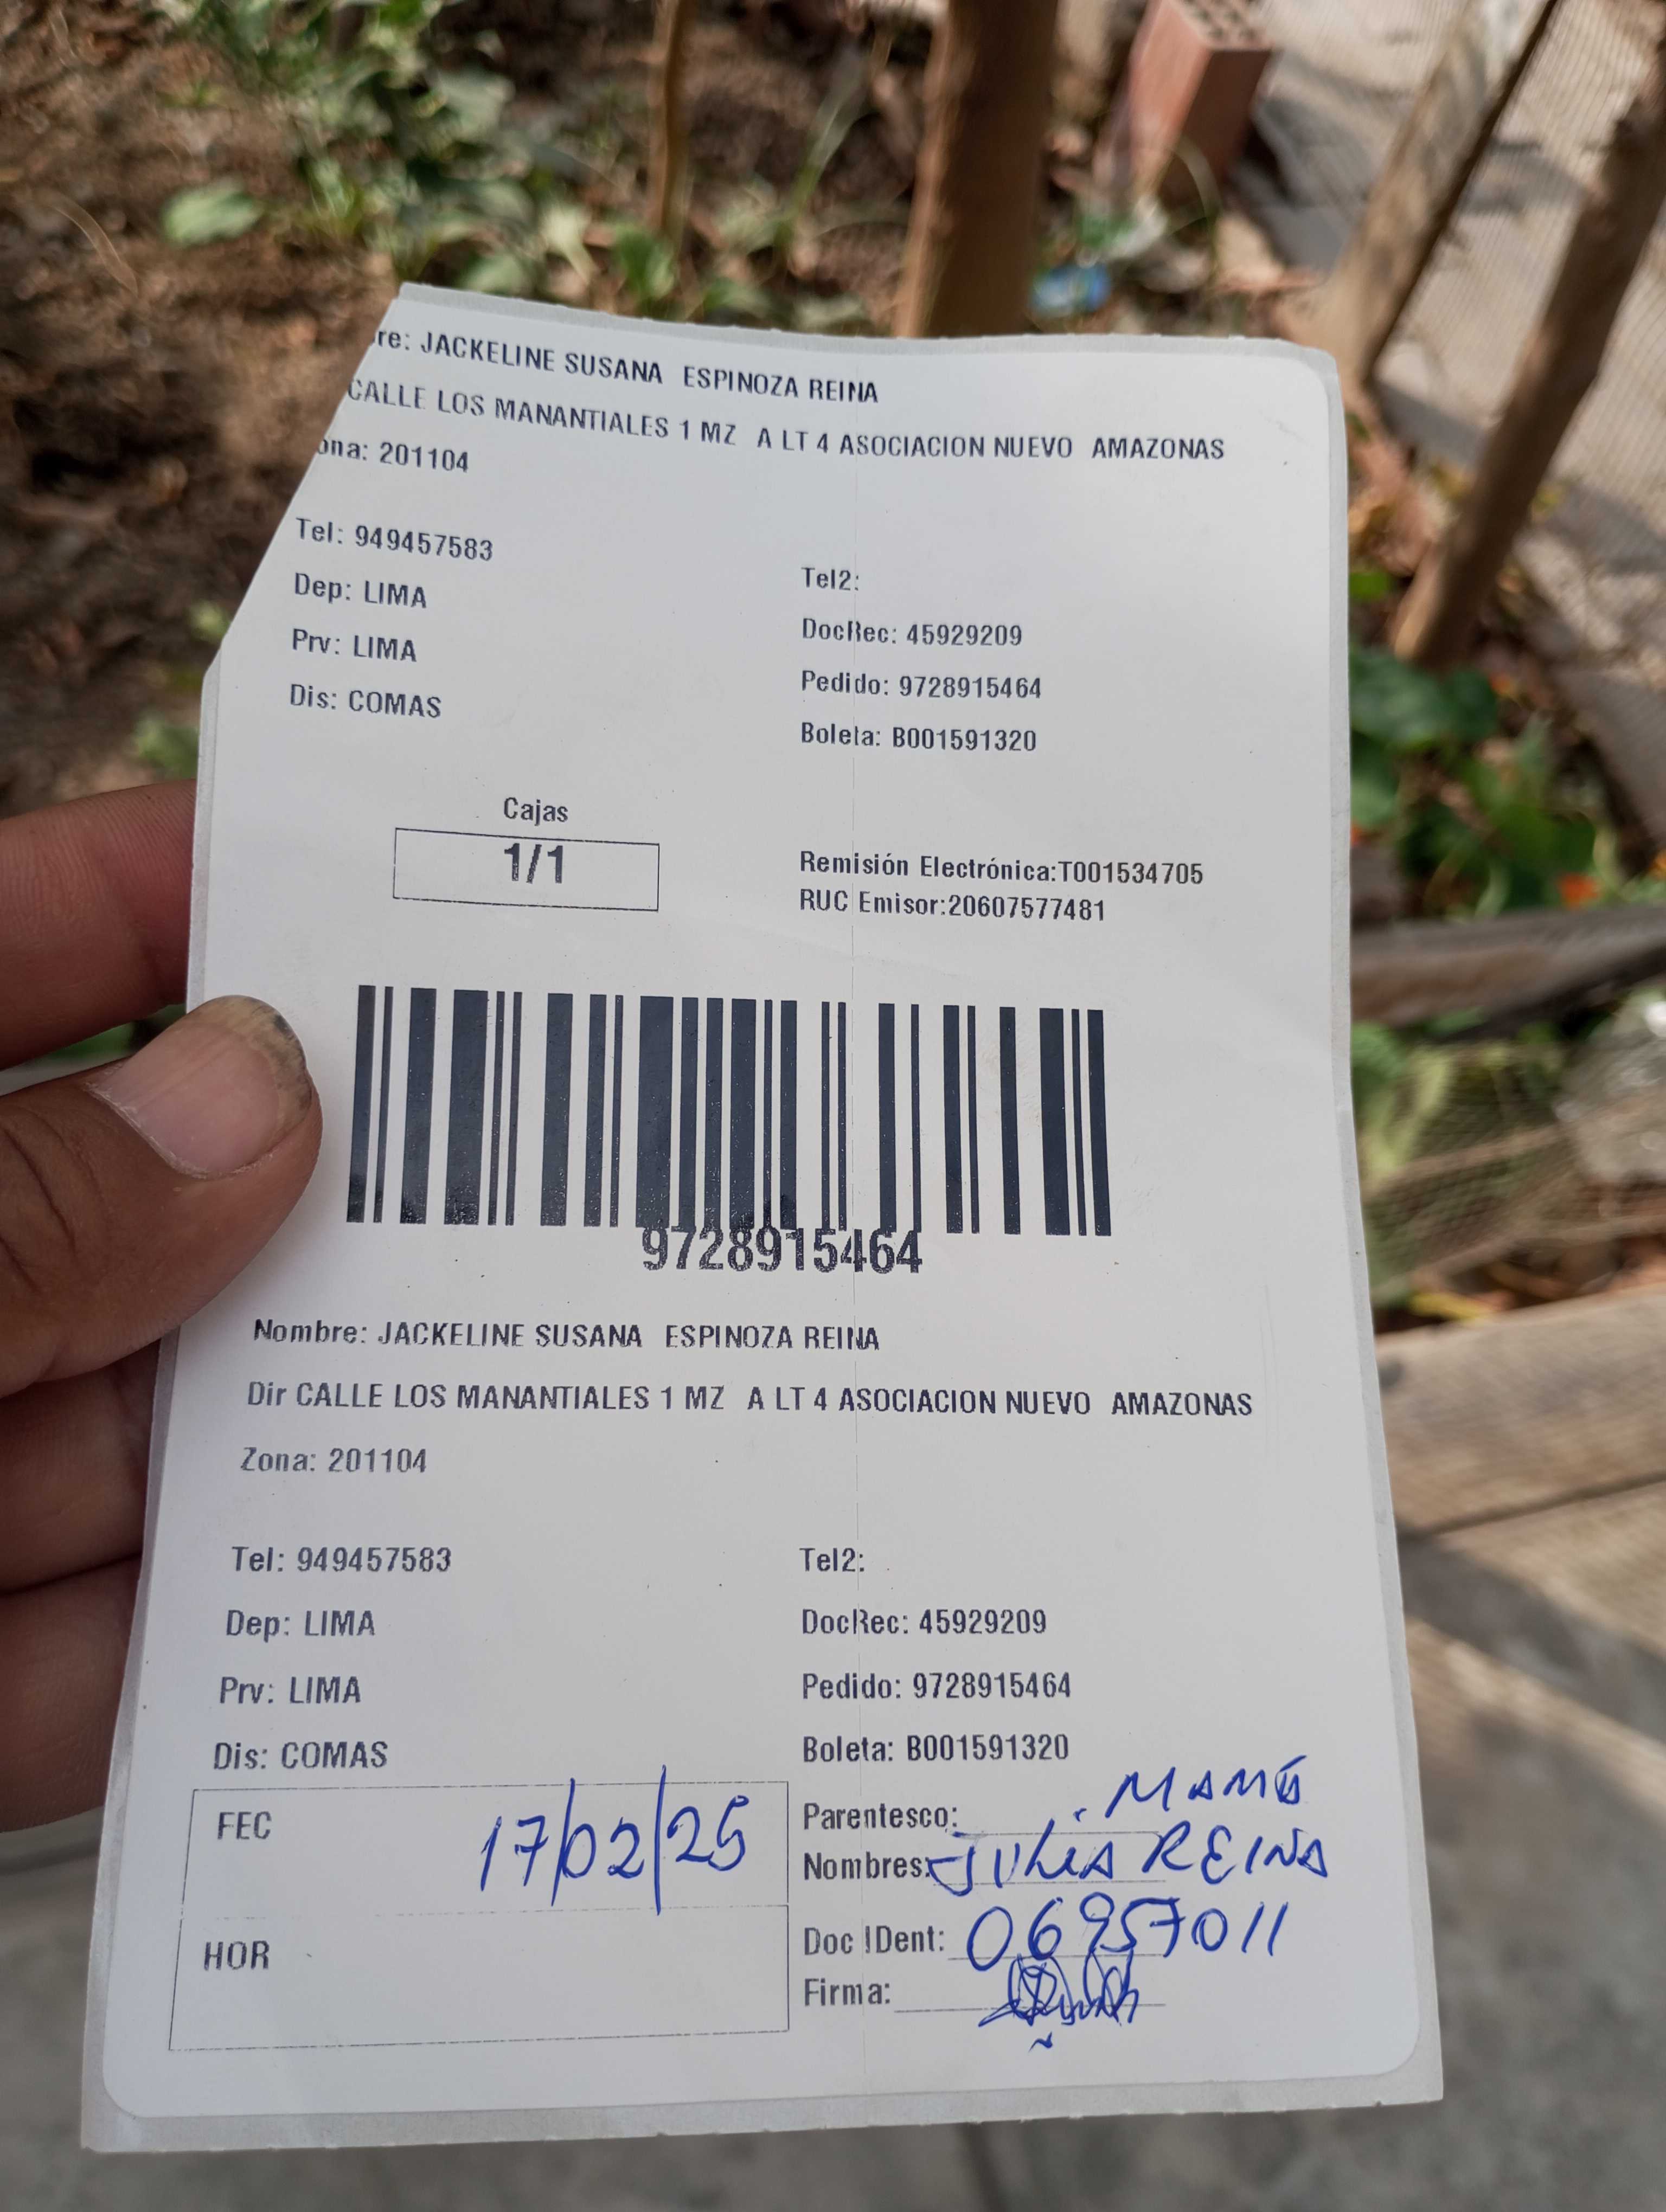 re: JACKELINE SUSANA ESPINOZA REINA
CALLE LOS MANANTIALES 1 MZ A LT 4 ASOCIACION NUEVO AMAZONAS
ona: 201104
Tel: 949457583
Tel2:
Dep: LIMA
DocRec: 45929209
Prv: LIMA
Pedido: 9728915464
Dis: COMAS
Boleta: B001591320
Cajas
1/1
Remisión Electrónica:T001534705
RUC Emisor:20607577481
9728915464
Nombre: JACKELINE SUSANA ESPINOZA REINA
Dir CALLE LOS MANANTIALES 1 MZ A LT 4 ASOCIACION NUEVO AMAZONAS
Zona: 201104
Tel: 949457583
Tel2:
Dep: LIMA
DocRec: 45929209
Prv: LIMA
Pedido: 9728915464
Dis: COMAS
Boleta: B001591320
FEC 17/02/25
Parentesco: MAMÁ
Nombres: JULIA REINA
HOR
Doc IDent: 06957011
Firma: